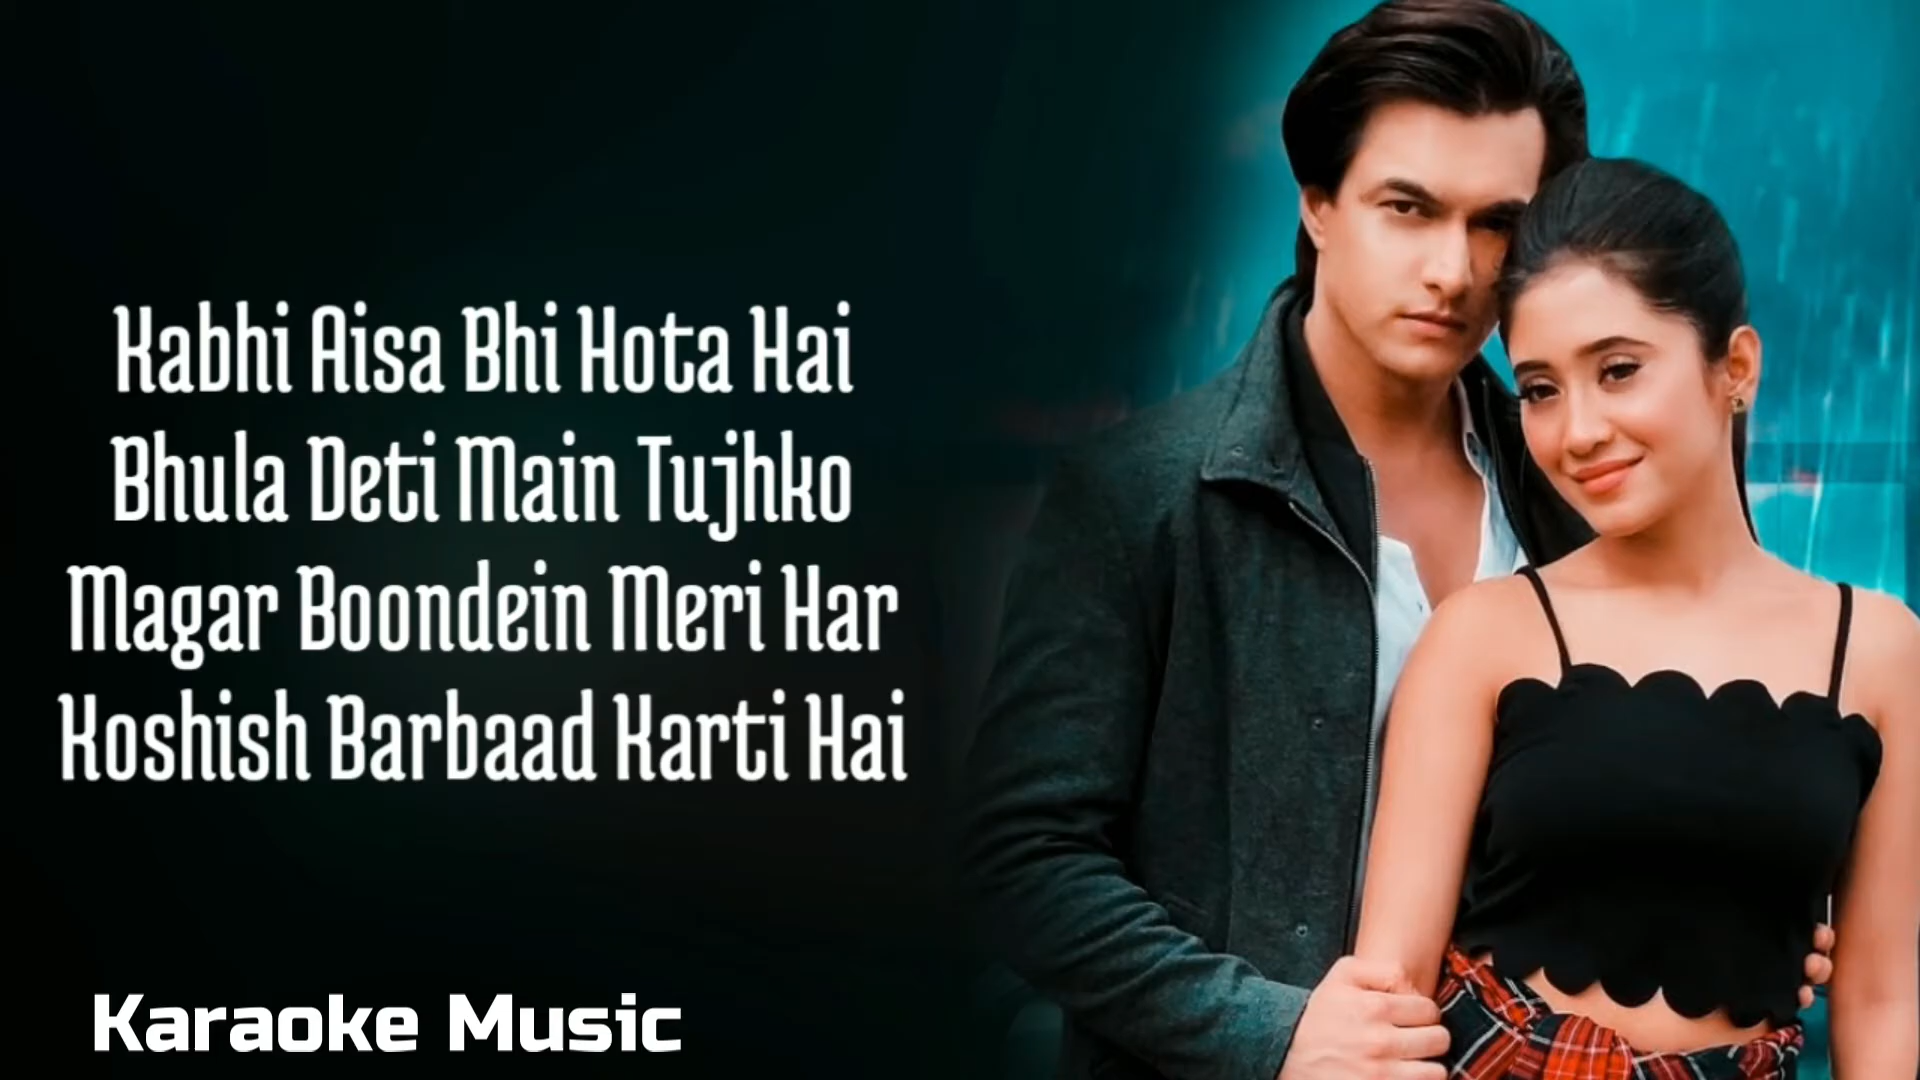 Kabhi Aisa Bhi Hota Hai
Bhula Deti Main Tujhko
Magar Boondein Meri Har
Koshish Barbaad Karti Hai
Karaoke Music